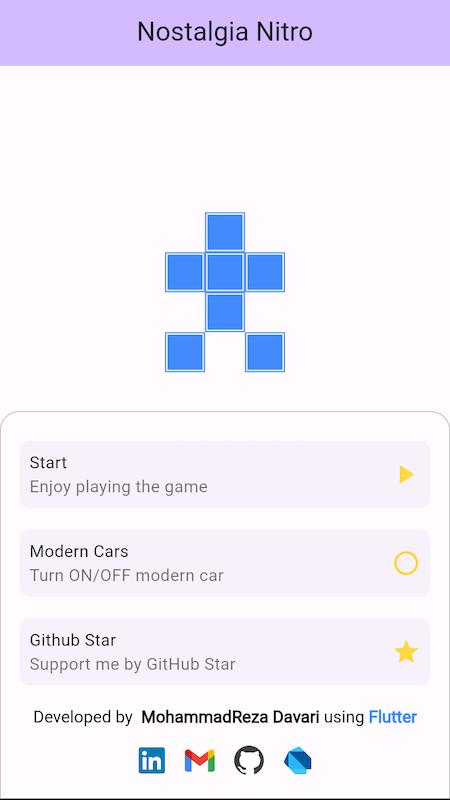 Nostalgia Nitro
Start
Enjoy playing the game
Modern Cars
Turn ON/OFF modern car
Github Star
Support me by GitHub Star
Developed by MohammadReza Davari using Flutter
in